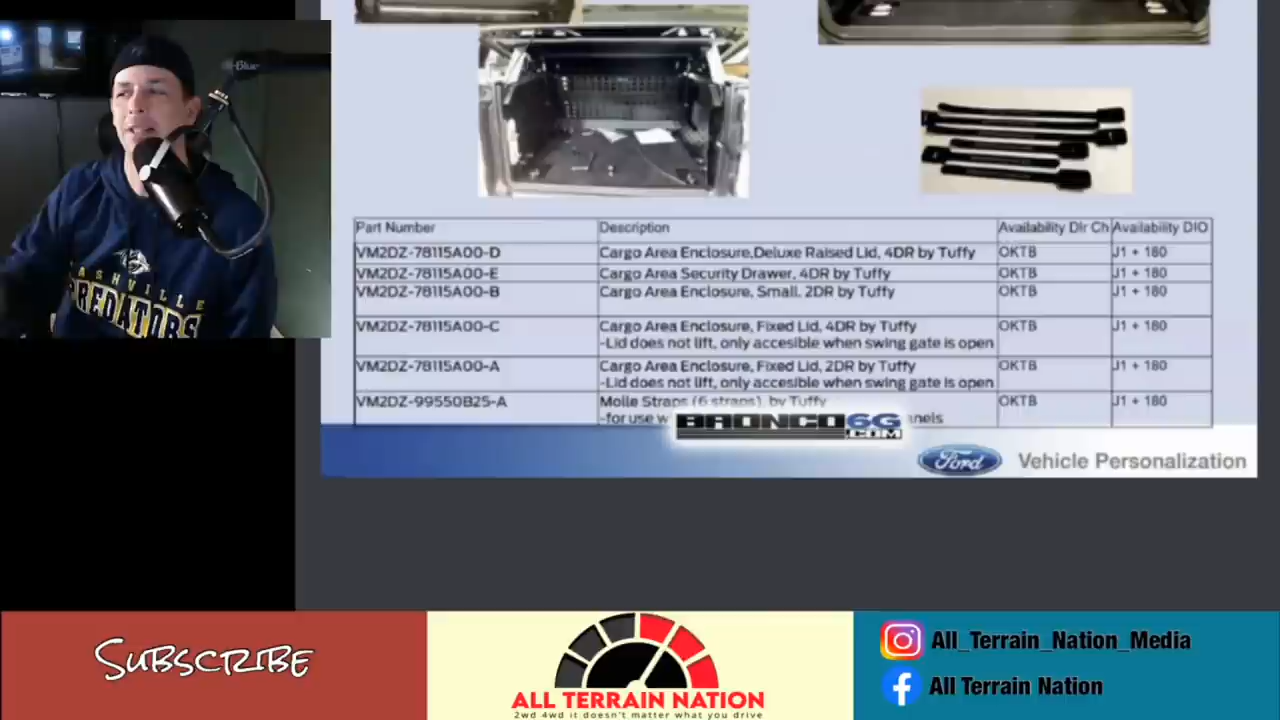 Blue
NASHVILLE
PREDATORS
Part Number Description Availability Dlr Ch Availability DIO
VM2DZ-78115A00-D Cargo Area Enclosure,Deluxe Raised Lid, 4DR by Tuffy OKTB J1 + 180
VM2DZ-78115A00-E Cargo Area Security Drawer, 4DR by Tuffy OKTB J1 + 180
VM2DZ-78115A00-B Cargo Area Enclosure, Small, 2DR by Tuffy OKTB J1 + 180
VM2DZ-78115A00-C Cargo Area Enclosure, Fixed Lid, 4DR by Tuffy OKTB J1 + 180
-Lid does not lift, only accesible when swing gate is open
VM2DZ-78115A00-A Cargo Area Enclosure, Fixed Lid, 2DR by Tuffy OKTB J1 + 180
-Lid does not lift, only accesible when swing gate is open
VM2DZ-99550B25-A Molle Straps (6 straps), by Tuffy OKTB J1 + 180
-for use
BRONCO6G
.COM
Ford Vehicle Personalization
SUBSCRIBE
ALL TERRAIN NATION
2wd 4wd it doesn't matter what you drive
All_Terrain_Nation_Media
All Terrain Nation